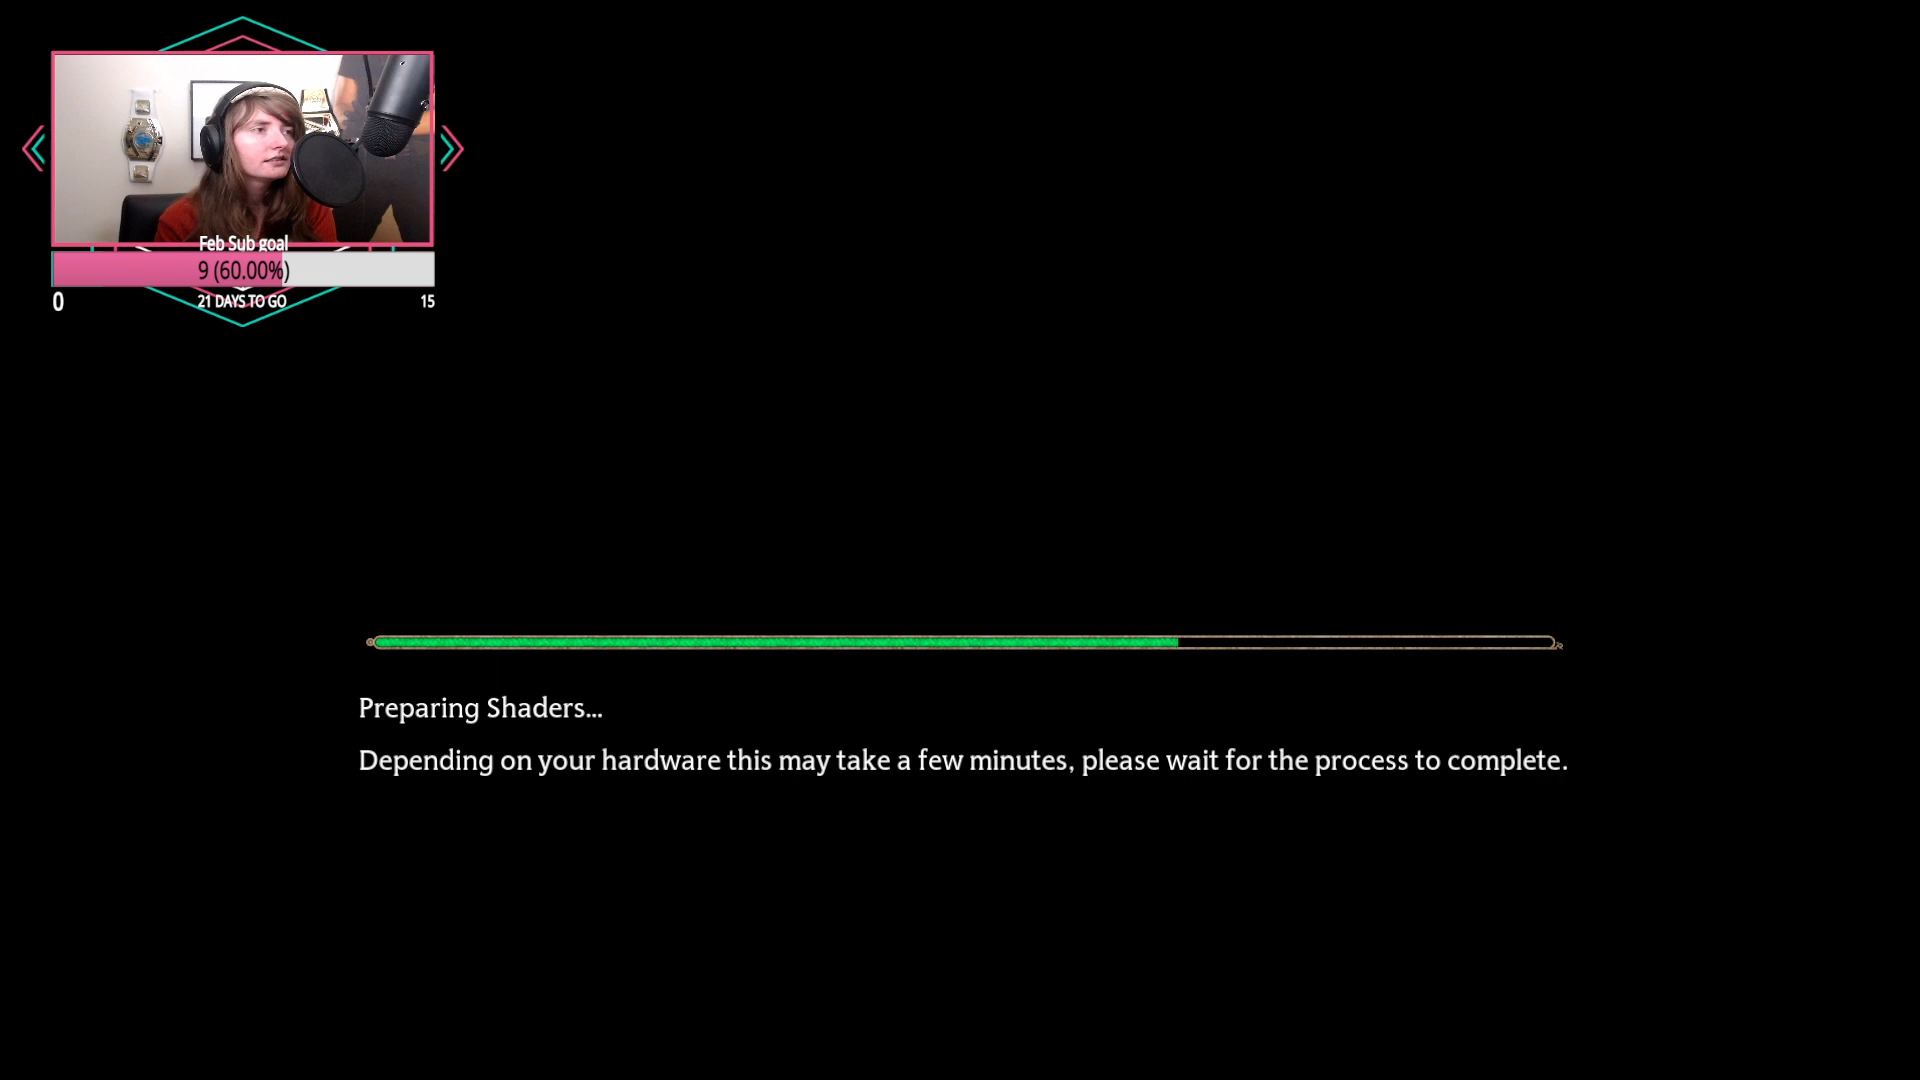 Feb Sub goal
9 (60.00%)
0
21 DAYS TO GO
15
Preparing Shaders...
Depending on your hardware this may take a few minutes, please wait for the process to complete.